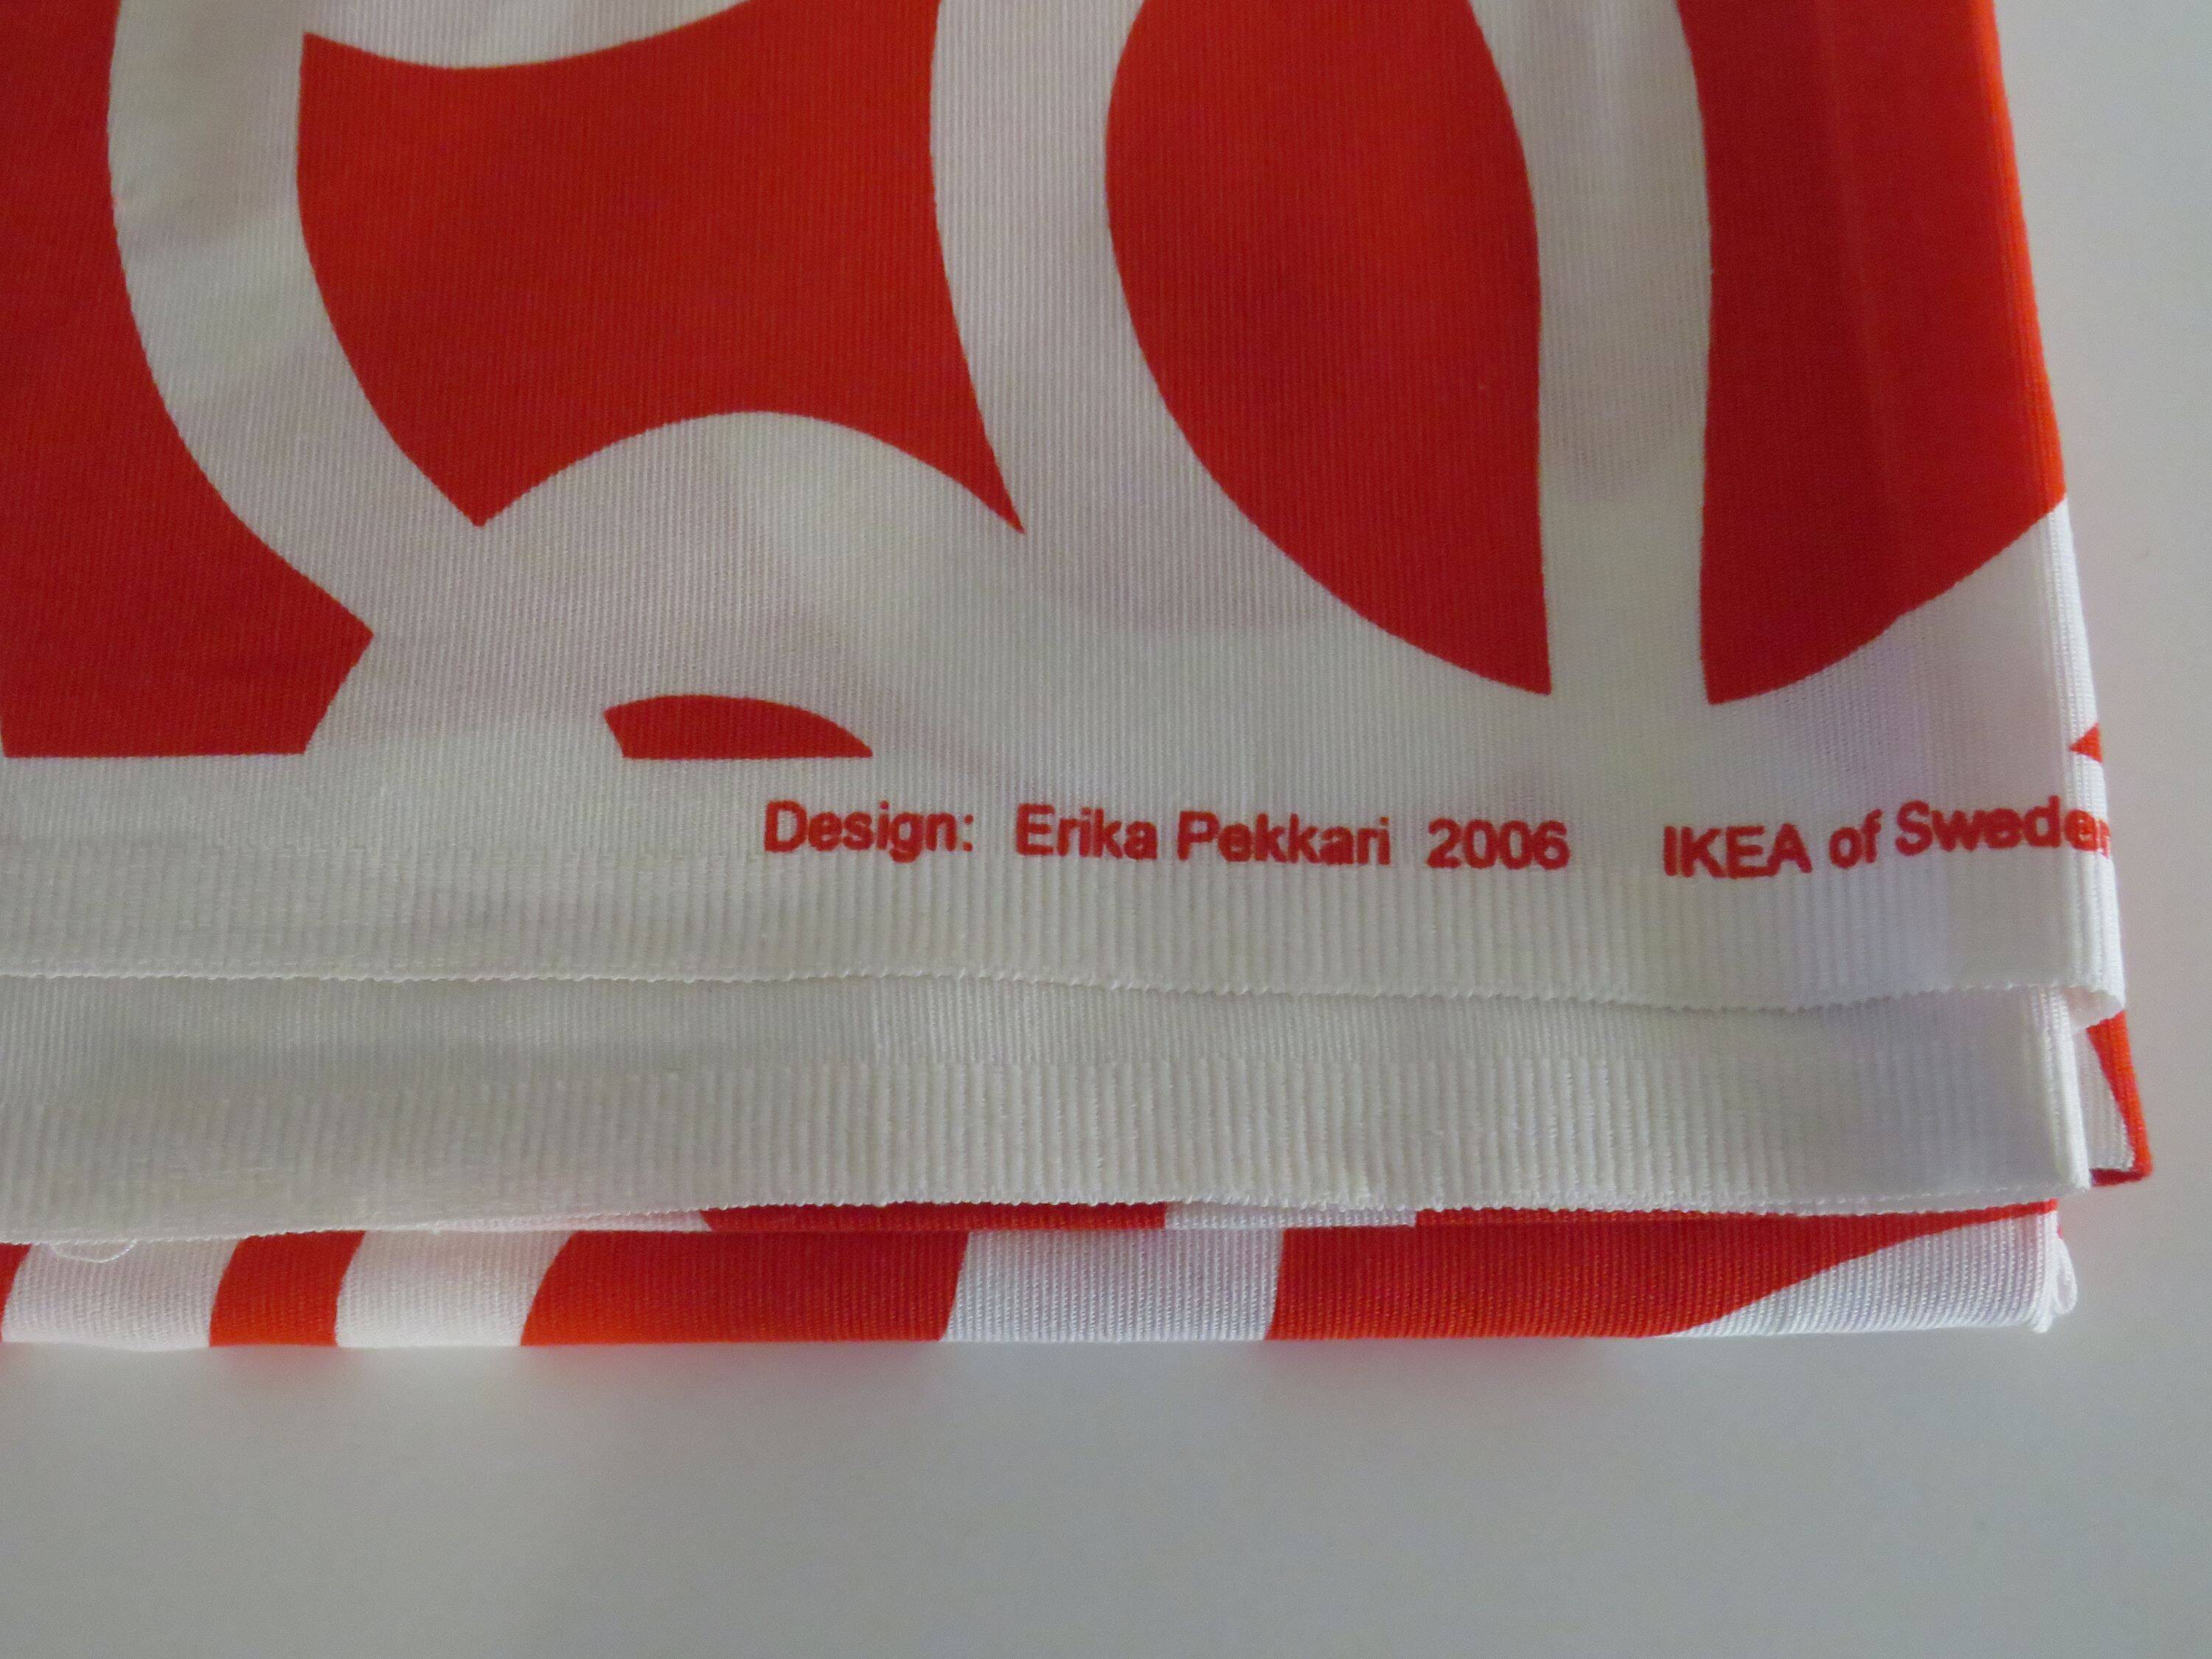 Design: Erika Pekkari 2006 IKEA of Sweden